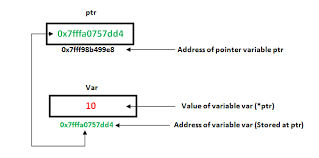 ptr
0x7fffa0757dd4
0x7fff98b499e8
Address of pointer variable ptr
Var
10
Value of variable var (*ptr)
0x7fffa0757dd4
Address of variable var (Stored at ptr)